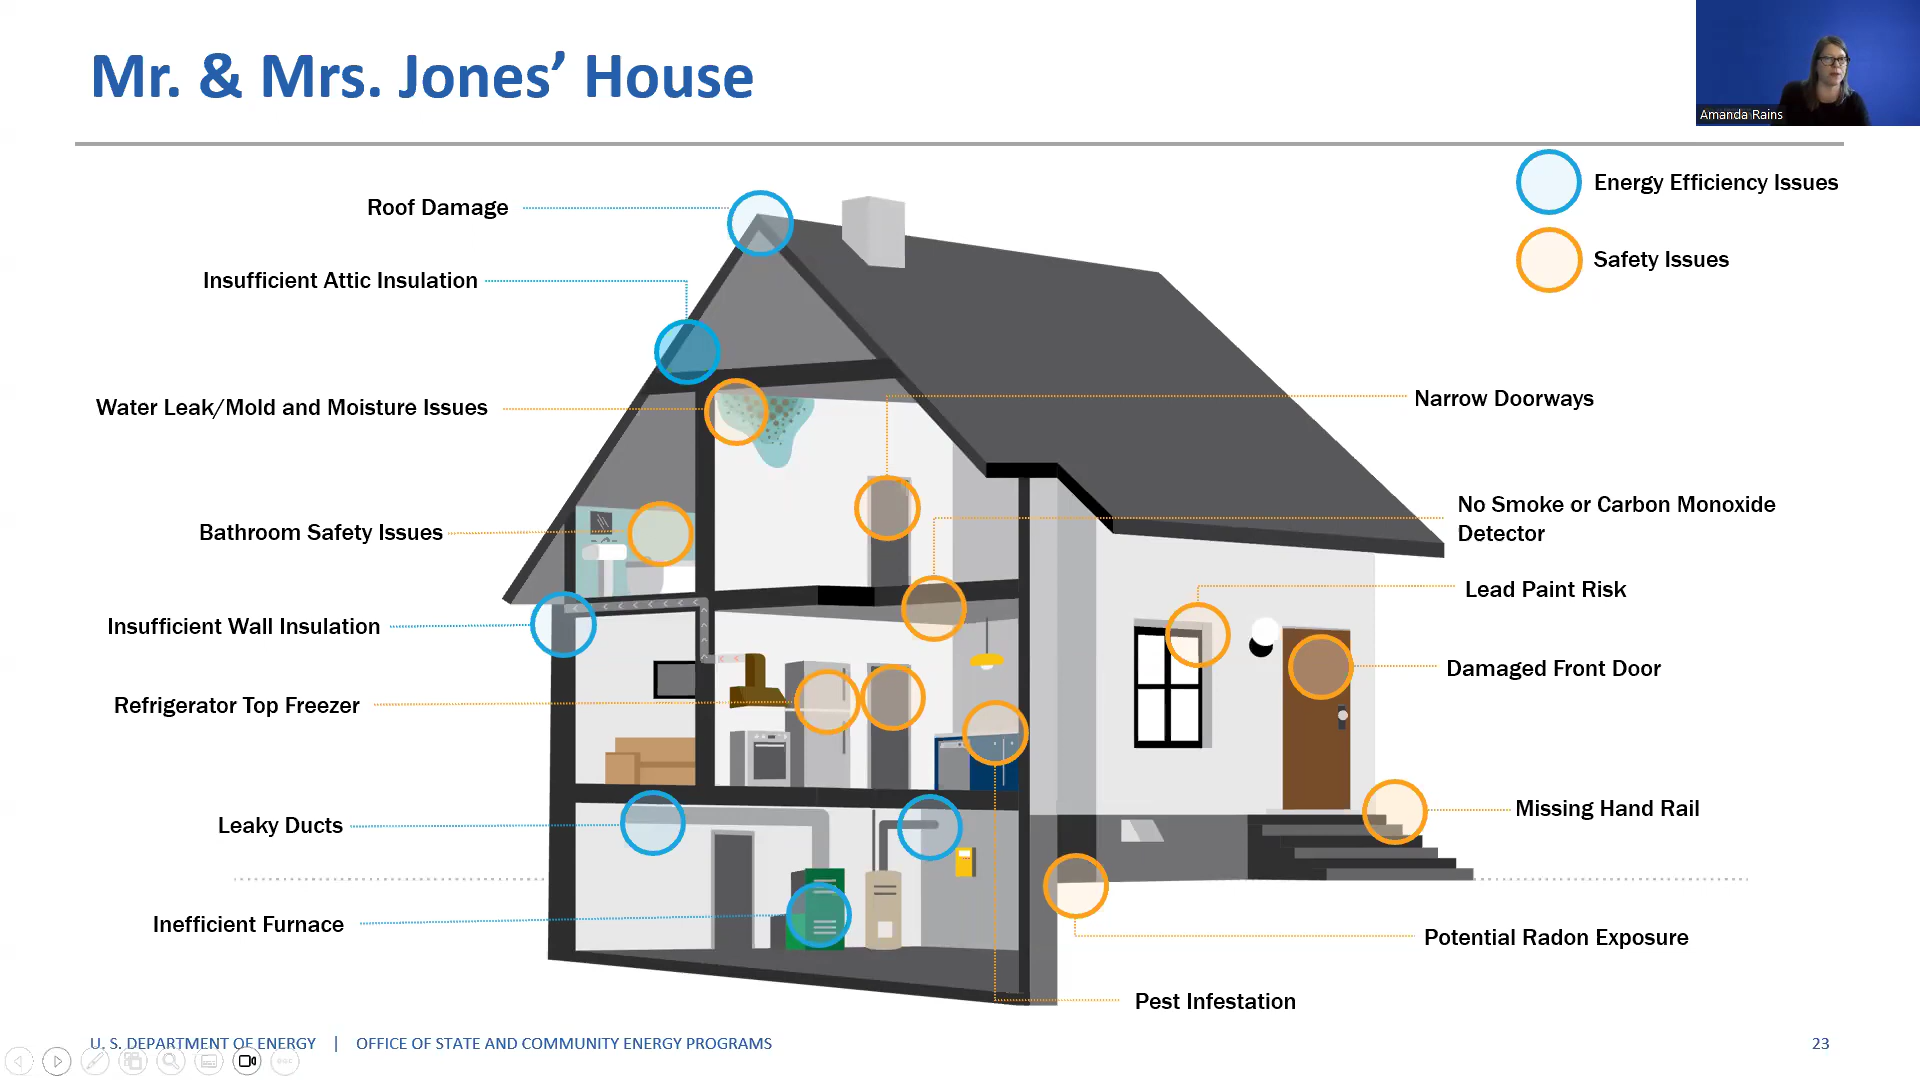 Mr. & Mrs. Jones’ House
Amanda Rains
Energy Efficiency Issues
Safety Issues
Roof Damage
Insufficient Attic Insulation
Water Leak/Mold and Moisture Issues
Bathroom Safety Issues
Insufficient Wall Insulation
Refrigerator Top Freezer
Leaky Ducts
Inefficient Furnace
Narrow Doorways
No Smoke or Carbon Monoxide
Detector
Lead Paint Risk
Damaged Front Door
Missing Hand Rail
Potential Radon Exposure
Pest Infestation
U. S. DEPARTMENT OF ENERGY | OFFICE OF STATE AND COMMUNITY ENERGY PROGRAMS
23